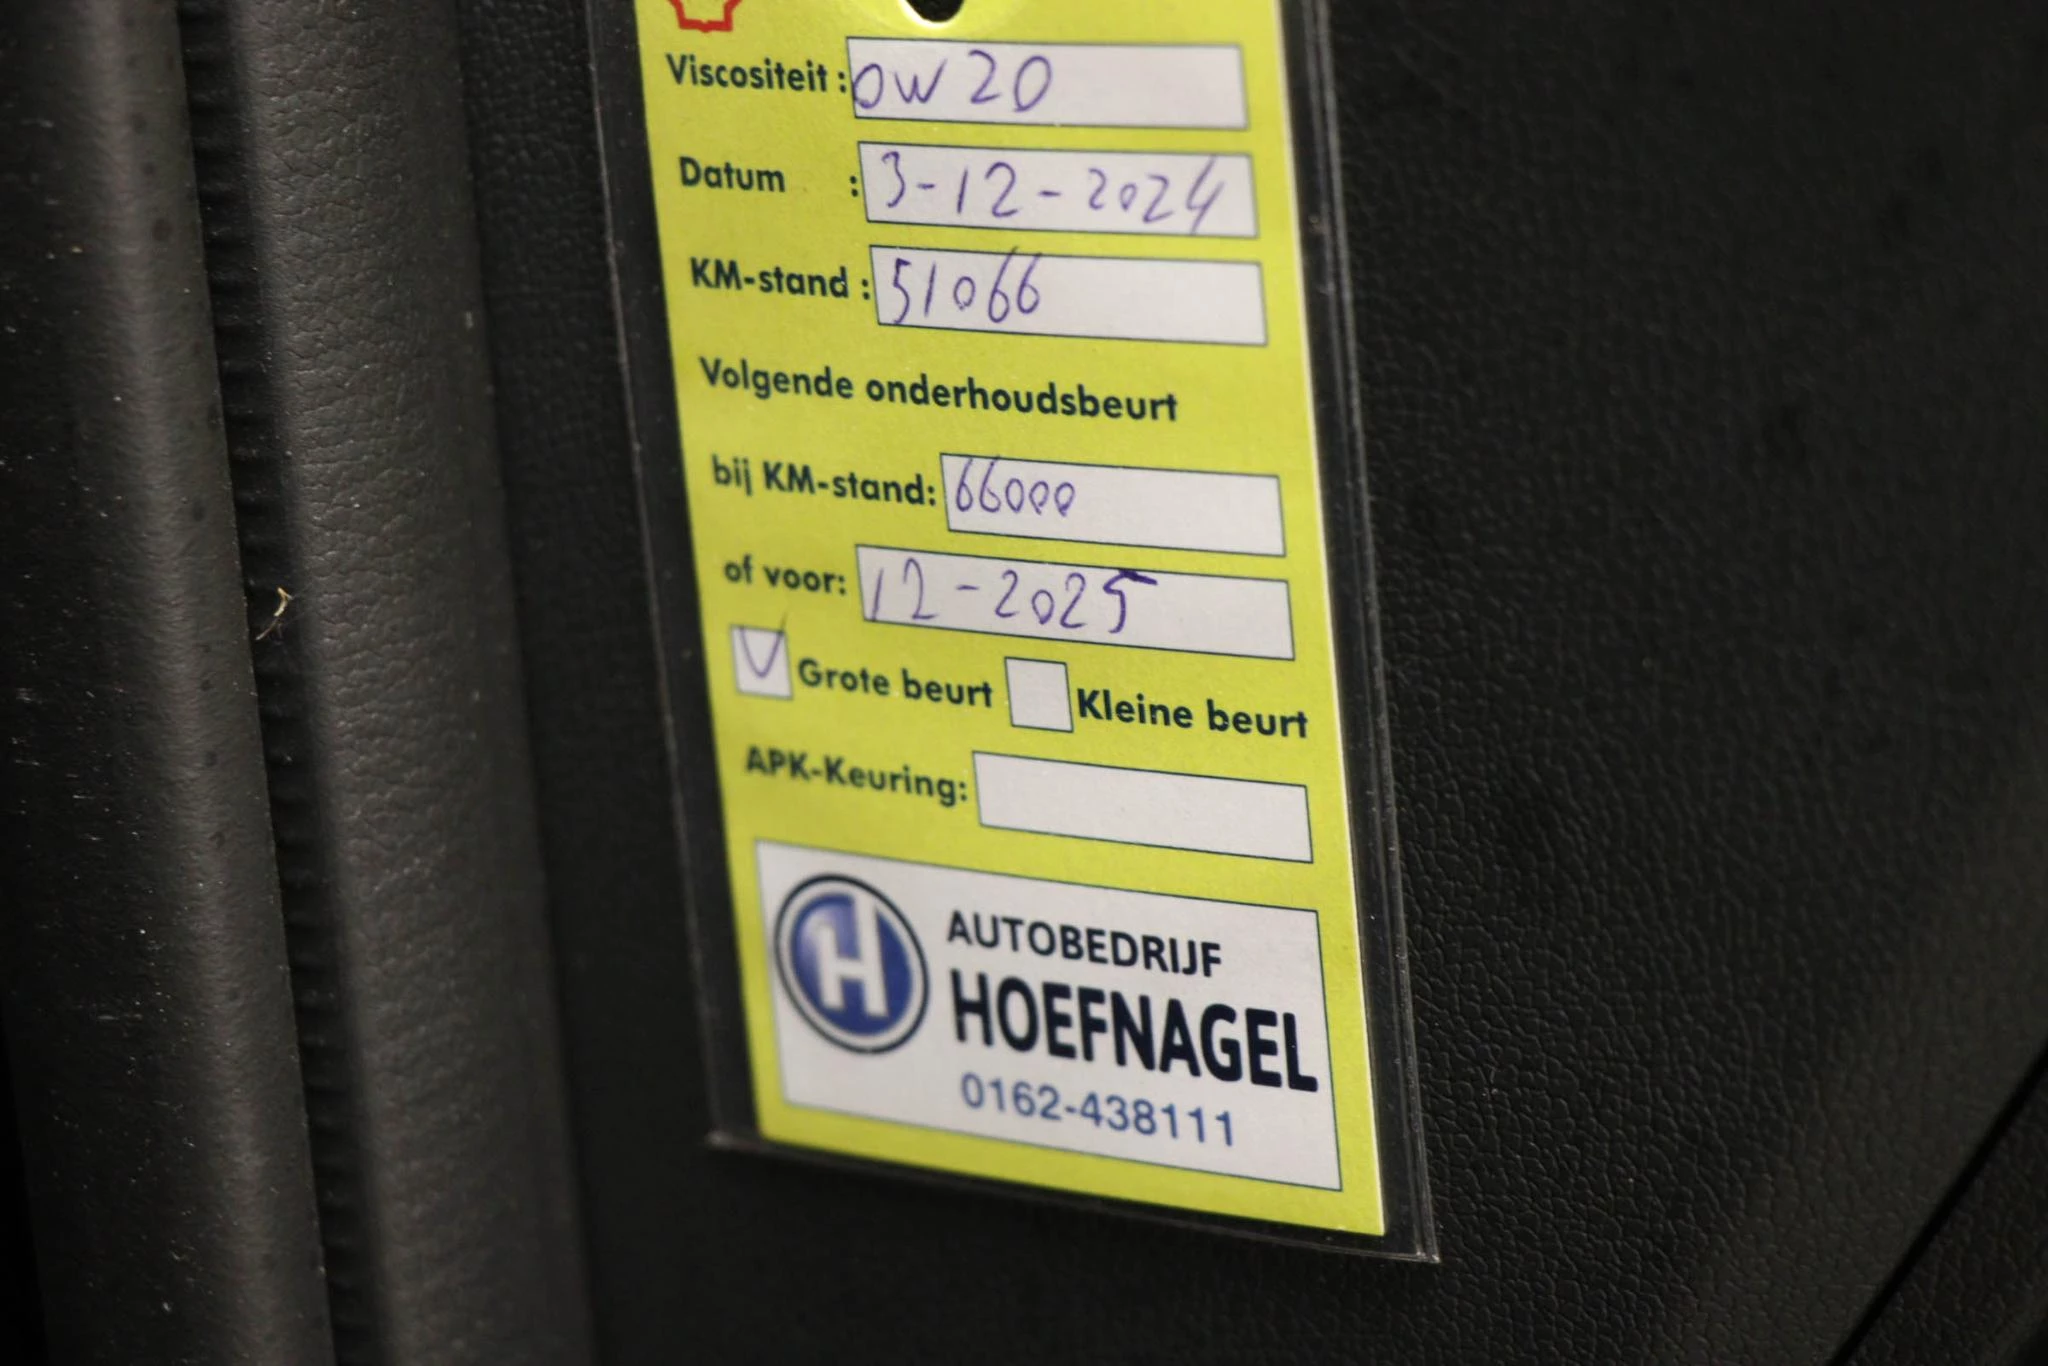 Viscositeit : 0W20
Datum : 3-12-2024
KM-stand : 51066
Volgende onderhoudsbeurt
bij KM-stand: 66000
of voor: 12-2025
Grote beurt Kleine beurt
APK-Keuring:
H
AUTOBEDRIJF
HOEFNAGEL
0162-438111